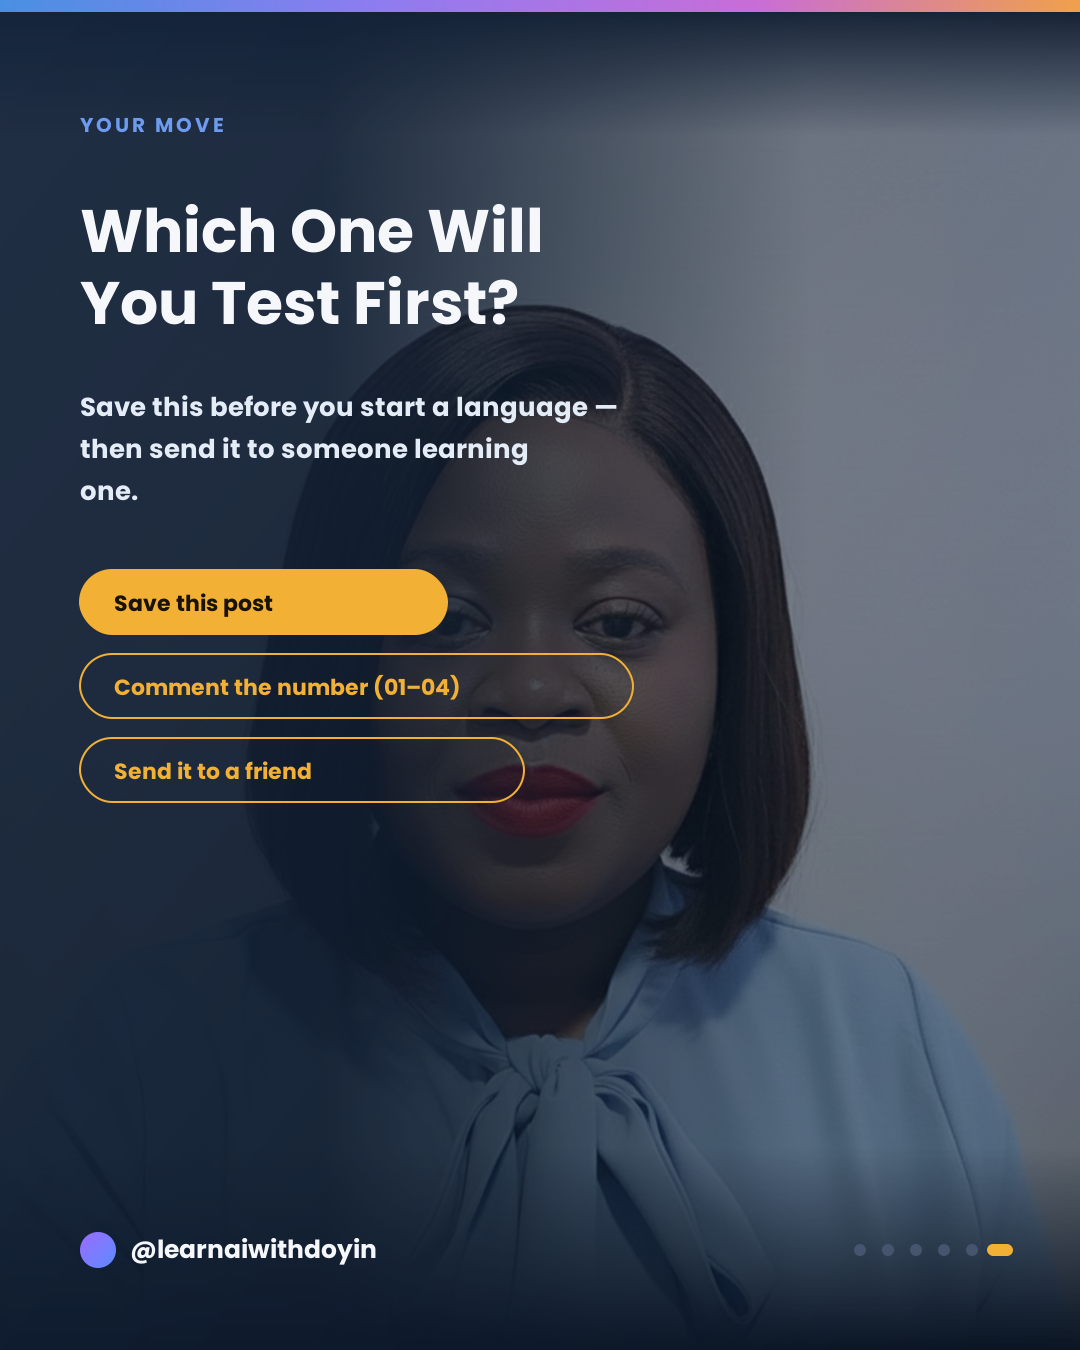 YOUR MOVE
Which One Will
You Test First?
Save this before you start a language —
then send it to someone learning
one.
Save this post
Comment the number (01–04)
Send it to a friend
@learnaiwithdoyin